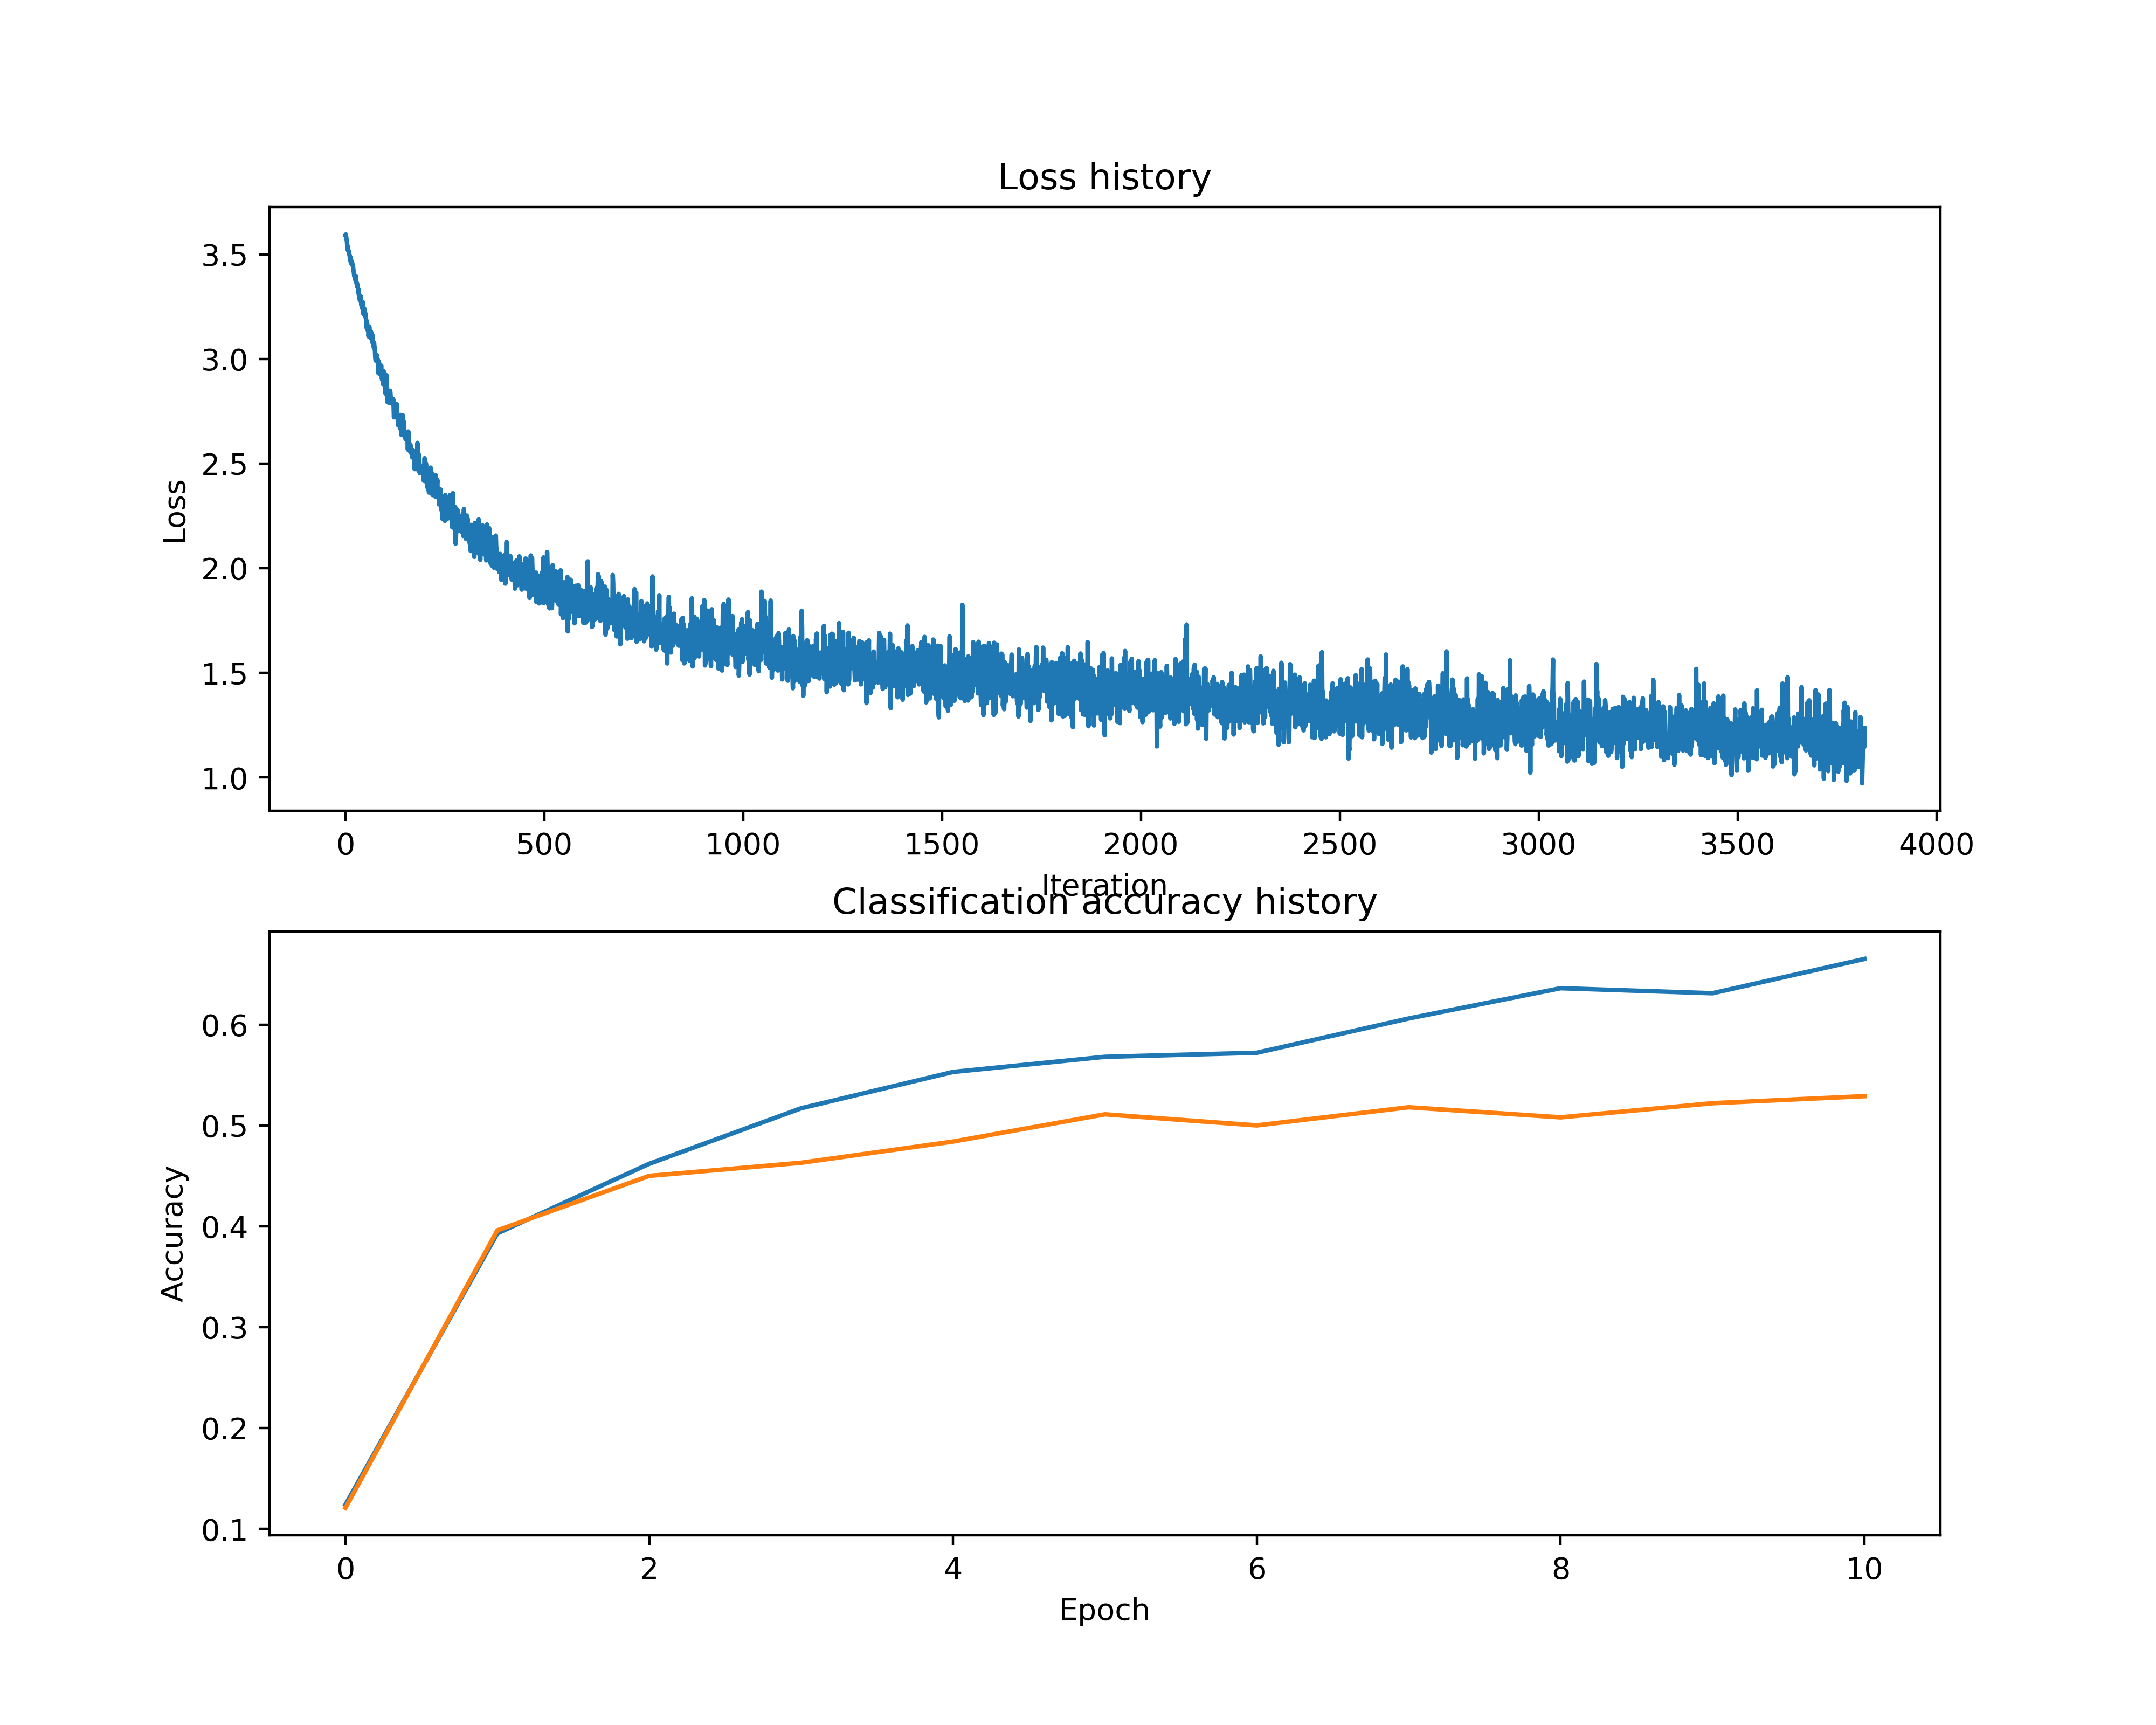 Loss history
3.5
3.0
2.5
2.0
1.5
1.0
Loss
0 500 1000 1500 2000 2500 3000 3500 4000
Iteration
Classification accuracy history
0.6
0.5
0.4
0.3
0.2
0.1
Accuracy
0 2 4 6 8 10
Epoch